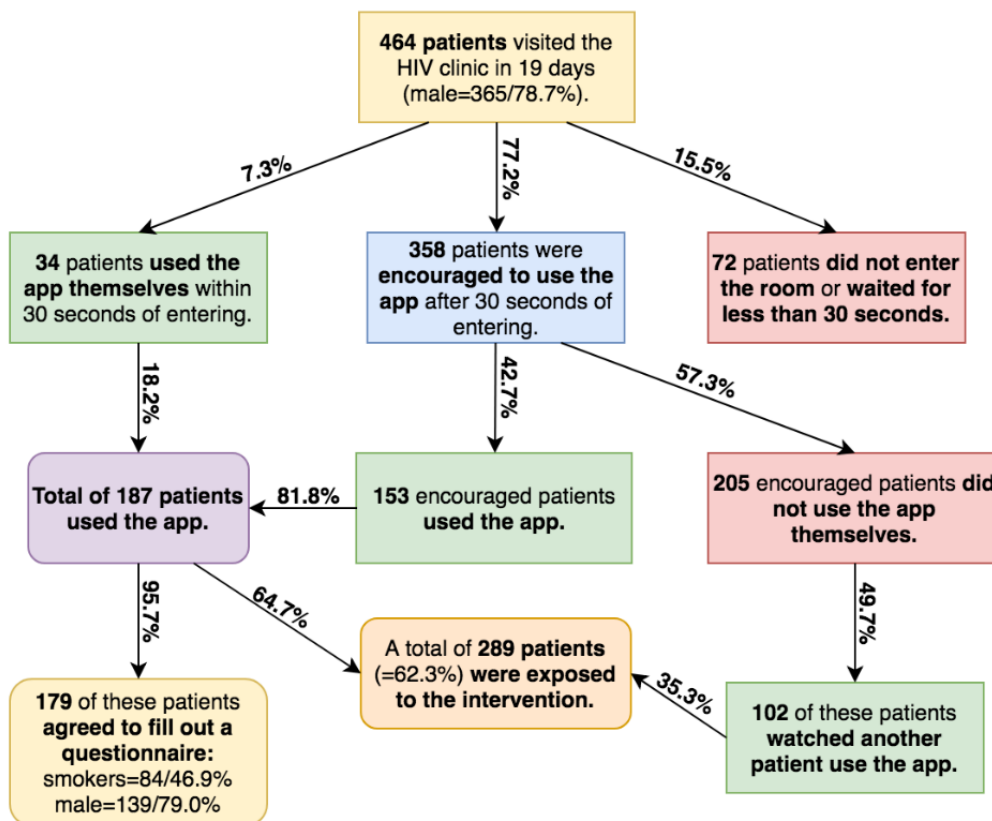 464 patients visited the
HIV clinic in 19 days
(male=365/78.7%).
7.3%
77.2%
15.5%
34 patients used the
app themselves within
30 seconds of entering.
358 patients were
encouraged to use the
app after 30 seconds of
entering.
72 patients did not enter
the room or waited for
less than 30 seconds.
18.2%
42.7%
57.3%
Total of 187 patients
used the app.
81.8%
153 encouraged patients
used the app.
205 encouraged patients did
not use the app
themselves.
95.7%
64.7%
49.7%
A total of 289 patients
(=62.3%) were exposed
to the intervention.
35.3%
179 of these patients
agreed to fill out a
questionnaire:
smokers=84/46.9%
male=139/79.0%
102 of these patients
watched another
patient use the app.